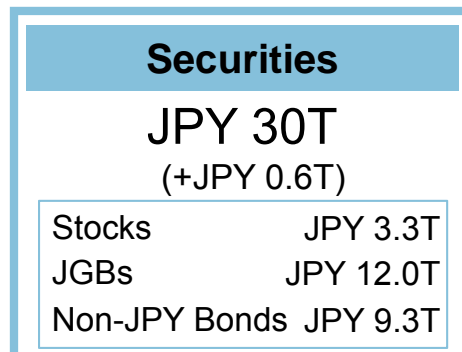 Securities
JPY 30T
(+JPY 0.6T)
Stocks JPY 3.3T
JGBs JPY 12.0T
Non-JPY Bonds JPY 9.3T